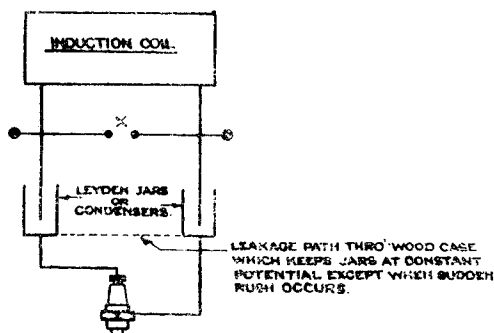 INDUCTION COIL.
X
LEYDEN JARS
OR
CONDENSERS.
LEAKAGE PATH THRO' WOOD CASE
WHICH KEEPS JARS AT CONSTANT
POTENTIAL EXCEPT WHEN SUDDEN
RUSH OCCURS.